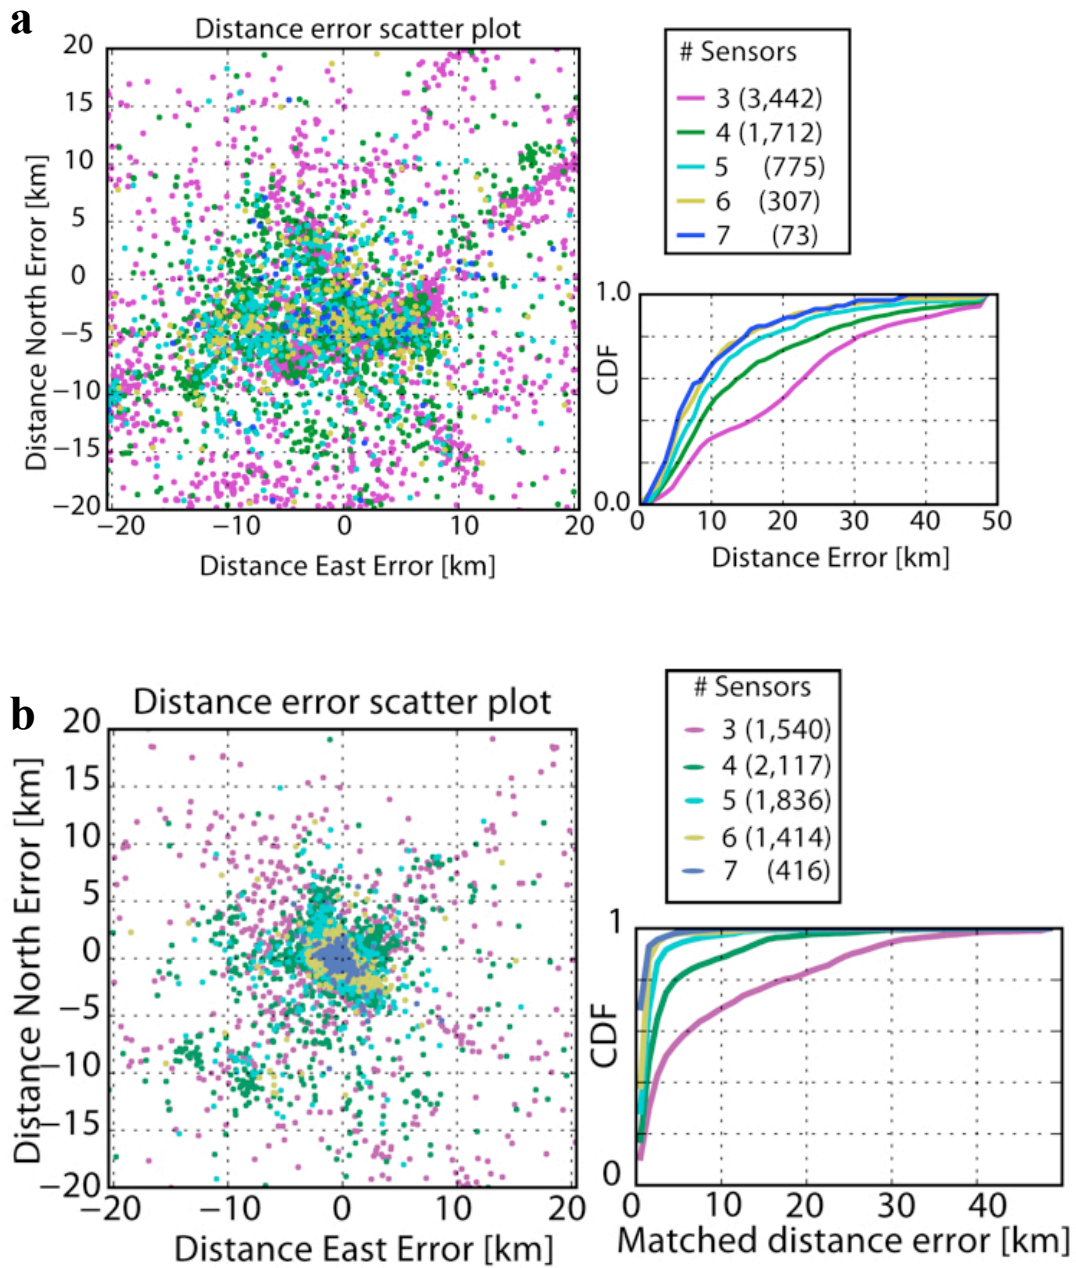 a
Distance error scatter plot
20
15
10
5
0
−5
−10
−15
−20
Distance North Error [km]
−20 −10 0 10 20
Distance East Error [km]
# Sensors
3 (3,442)
4 (1,712)
5 (775)
6 (307)
7 (73)
1.0
CDF
0.0
0 10 20 30 40 50
Distance Error [km]
b
Distance error scatter plot
20
15
10
5
0
−5
−10
−15
−20
Distance North Error [km]
−20 −10 0 10 20
Distance East Error [km]
# Sensors
3 (1,540)
4 (2,117)
5 (1,836)
6 (1,414)
7 (416)
1
CDF
0
0 10 20 30 40
Matched distance error [km]